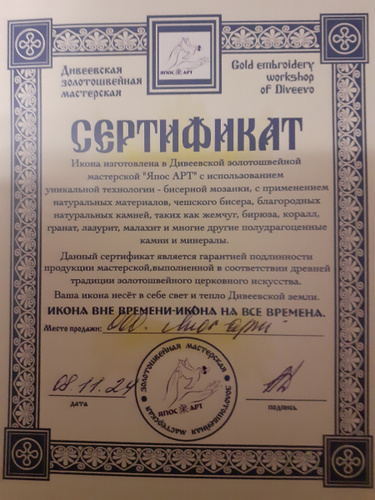 Дивеевская
золотошвейная
мастерская
ЯПОС АРТ
Gold embroidery
workshop
of Diveevo
СЕРТИФИКАТ
Икона изготовлена в Дивеевской золотошвейной
мастерской "Япос АРТ" с использованием
уникальной технологии - бисерной мозаики, с применением
натуральных материалов, чешского бисера, благородных
натуральных камней, таких как жемчуг, бирюза, коралл,
гранат, лазурит, малахит и многие другие полудрагоценные
камни и минералы.
Данный сертификат является гарантией подлинности
продукции мастерской,выполненной в соответствии древней
традиции золотошвейного церковного искусства.
Ваша икона несёт в себе свет и тепло Дивеевской земли.
ИКОНА ВНЕ ВРЕМЕНИ-ИКОНА НА ВСЕ ВРЕМЕНА.
Место продажи:
08.11.24
дата
золотошвейная мастерская
ЯПОС АРТ
золотошвейная мастерская
подпись